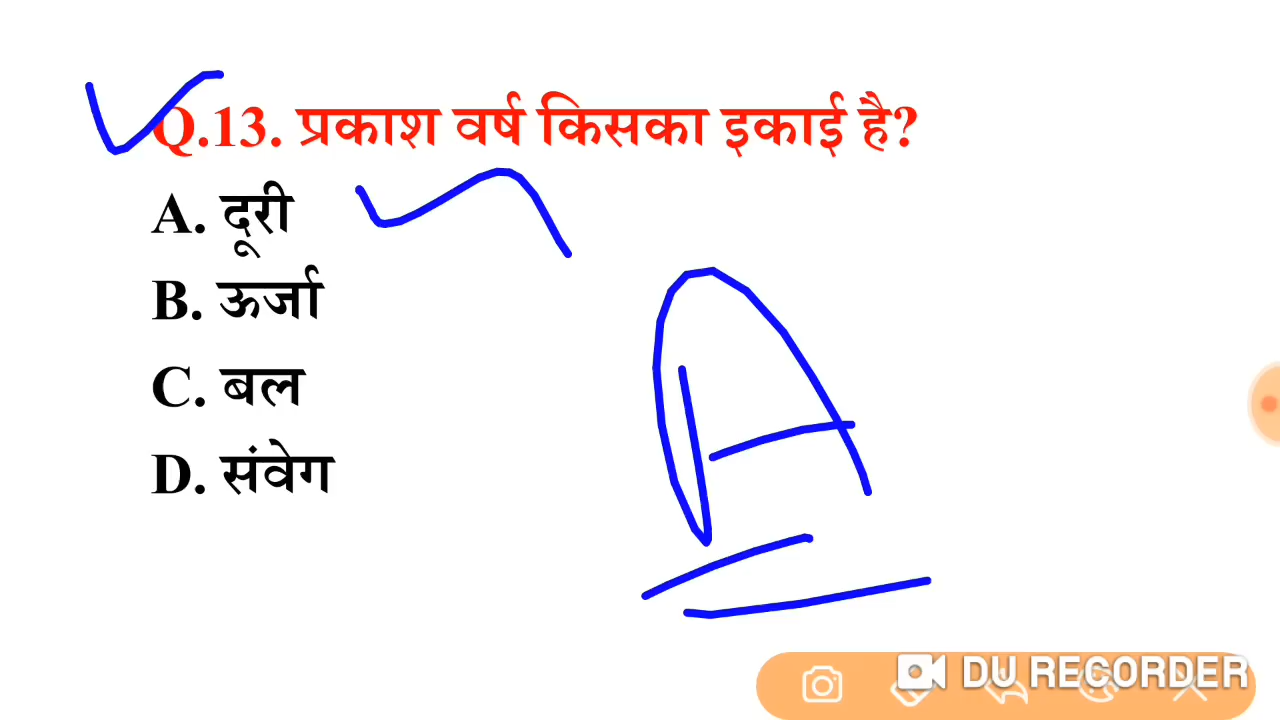 Q.13. प्रकाश वर्ष किसका इकाई है?
A. दूरी
B. ऊर्जा
C. बल
D. संवेग
A
DU RECORDER